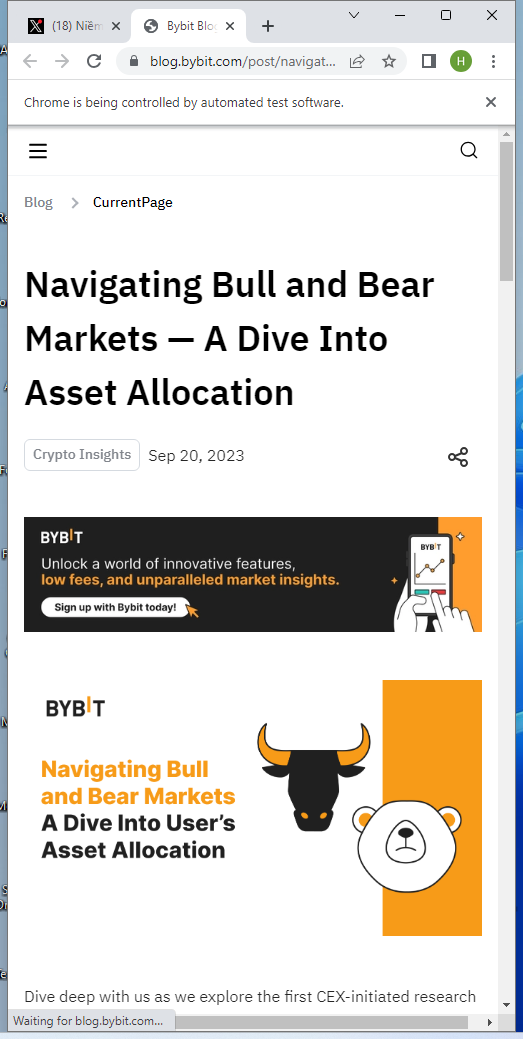 (18) Niềm
Bybit Blog
blog.bybit.com/post/navigat...
H
Chrome is being controlled by automated test software.
Blog
CurrentPage
Navigating Bull and Bear
Markets — A Dive Into
Asset Allocation
Crypto Insights
Sep 20, 2023
BYBIT
Unlock a world of innovative features,
low fees, and unparalleled market insights.
Sign up with Bybit today!
BYBIT
BYBIT
Navigating Bull
and Bear Markets
A Dive Into User's
Asset Allocation
Dive deep with us as we explore the first CEX-initiated research
Waiting for blog.bybit.com...